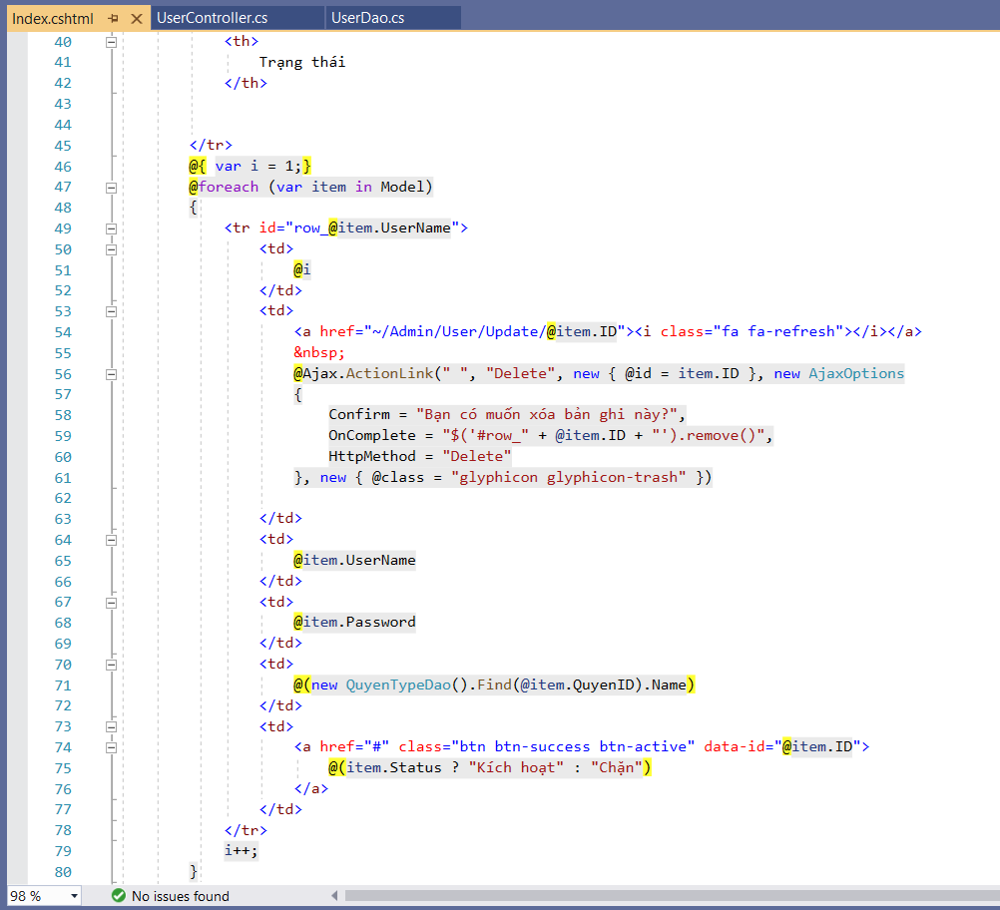 Index.cshtml UserController.cs UserDao.cs
40 <th>
41 Trạng thái
42 </th>
43
44
45 </tr>
46 @{ var i = 1;}
47 @foreach (var item in Model)
48 {
49 <tr id="row_@item.UserName">
50 <td>
51 @i
52 </td>
53 <td>
54 <a href="~/Admin/User/Update/@item.ID"><i class="fa fa-refresh"></i></a>
55 &nbsp;
56 @Ajax.ActionLink(" ", "Delete", new { @id = item.ID }, new AjaxOptions
57 {
58 Confirm = "Bạn có muốn xóa bản ghi này?",
59 OnComplete = "$('#row_" + @item.ID + "').remove()",
60 HttpMethod = "Delete"
61 }, new { @class = "glyphicon glyphicon-trash" })
62
63 </td>
64 <td>
65 @item.UserName
66 </td>
67 <td>
68 @item.Password
69 </td>
70 <td>
71 @(new QuyenTypeDao().Find(@item.QuyenID).Name)
72 </td>
73 <td>
74 <a href="#" class="btn btn-success btn-active" data-id="@item.ID">
75 @(item.Status ? "Kích hoạt" : "Chặn")
76 </a>
77 </td>
78 </tr>
79 i++;
80 }
98 % No issues found